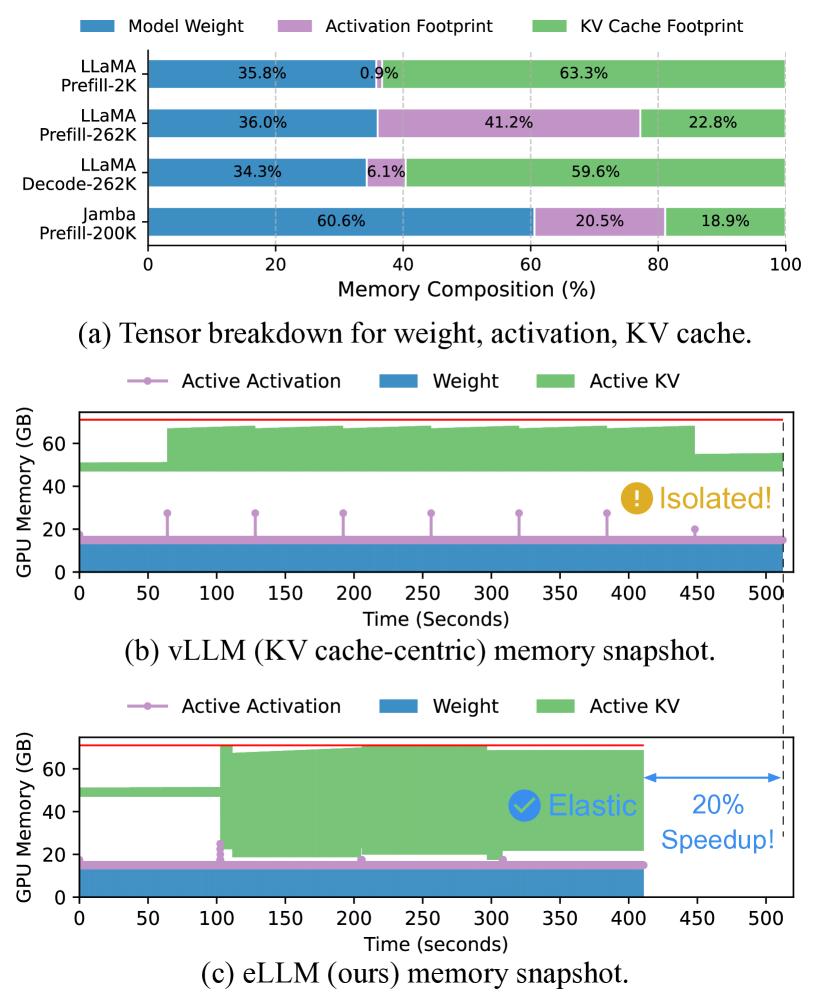 Model Weight Activation Footprint KV Cache Footprint
LLaMA
Prefill-2K
35.8% 0.9% 63.3%
LLaMA
Prefill-262K
36.0% 41.2% 22.8%
LLaMA
Decode-262K
34.3% 6.1% 59.6%
Jamba
Prefill-200K
60.6% 20.5% 18.9%
0 20 40 60 80 100
Memory Composition (%)
(a) Tensor breakdown for weight, activation, KV cache.
Active Activation Weight Active KV
GPU Memory (GB)
60
40
20
0
! Isolated!
0 50 100 150 200 250 300 350 400 450 500
Time (Seconds)
(b) vLLM (KV cache-centric) memory snapshot.
Active Activation Weight Active KV
GPU Memory (GB)
60
40
20
0
Elastic
20%
Speedup!
0 50 100 150 200 250 300 350 400 450 500
Time (seconds)
(c) eLLM (ours) memory snapshot.